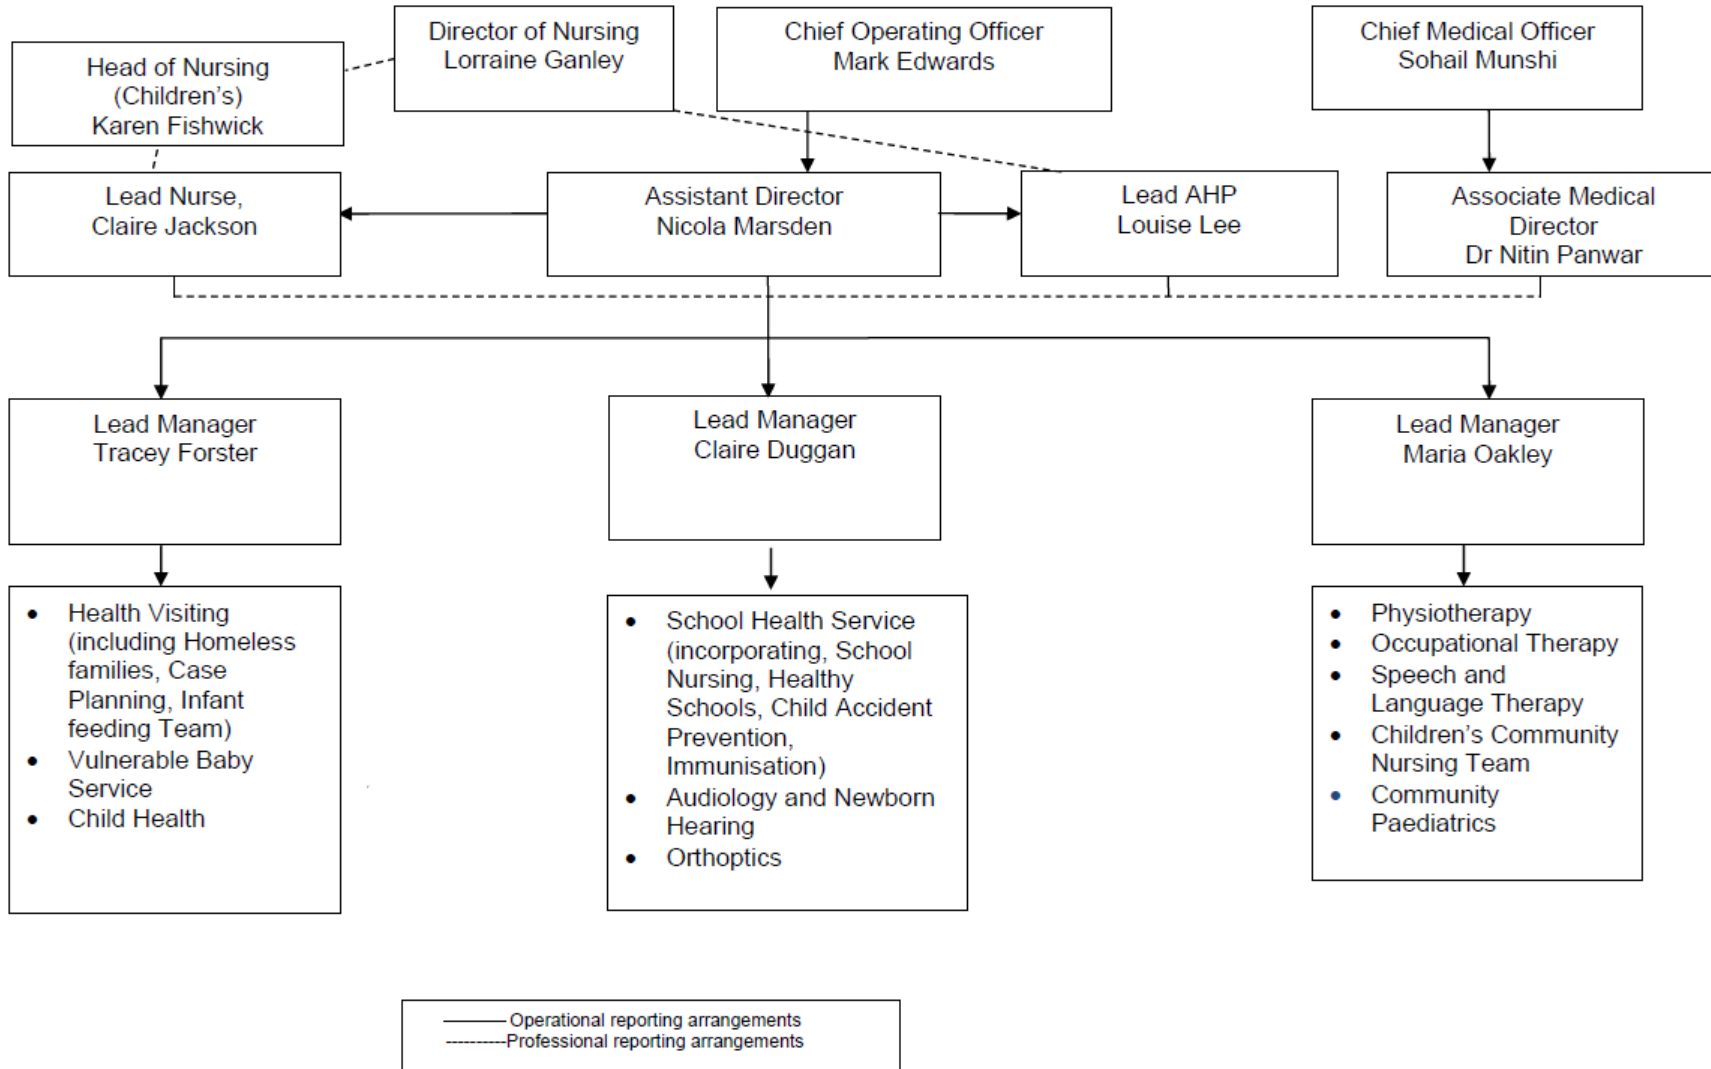 Head of Nursing
(Children's)
Karen Fishwick
Director of Nursing
Lorraine Ganley
Chief Operating Officer
Mark Edwards
Chief Medical Officer
Sohail Munshi
Lead Nurse,
Claire Jackson
Assistant Director
Nicola Marsden
Lead AHP
Louise Lee
Associate Medical
Director
Dr Nitin Panwar
Lead Manager
Tracey Forster
Lead Manager
Claire Duggan
Lead Manager
Maria Oakley
• Health Visiting
(including Homeless
families, Case
Planning, Infant
feeding Team)
• Vulnerable Baby
Service
• Child Health
• School Health Service
(incorporating, School
Nursing, Healthy
Schools, Child Accident
Prevention,
Immunisation)
• Audiology and Newborn
Hearing
• Orthoptics
• Physiotherapy
• Occupational Therapy
• Speech and
Language Therapy
• Children's Community
Nursing Team
• Community
Paediatrics
Operational reporting arrangements
Professional reporting arrangements